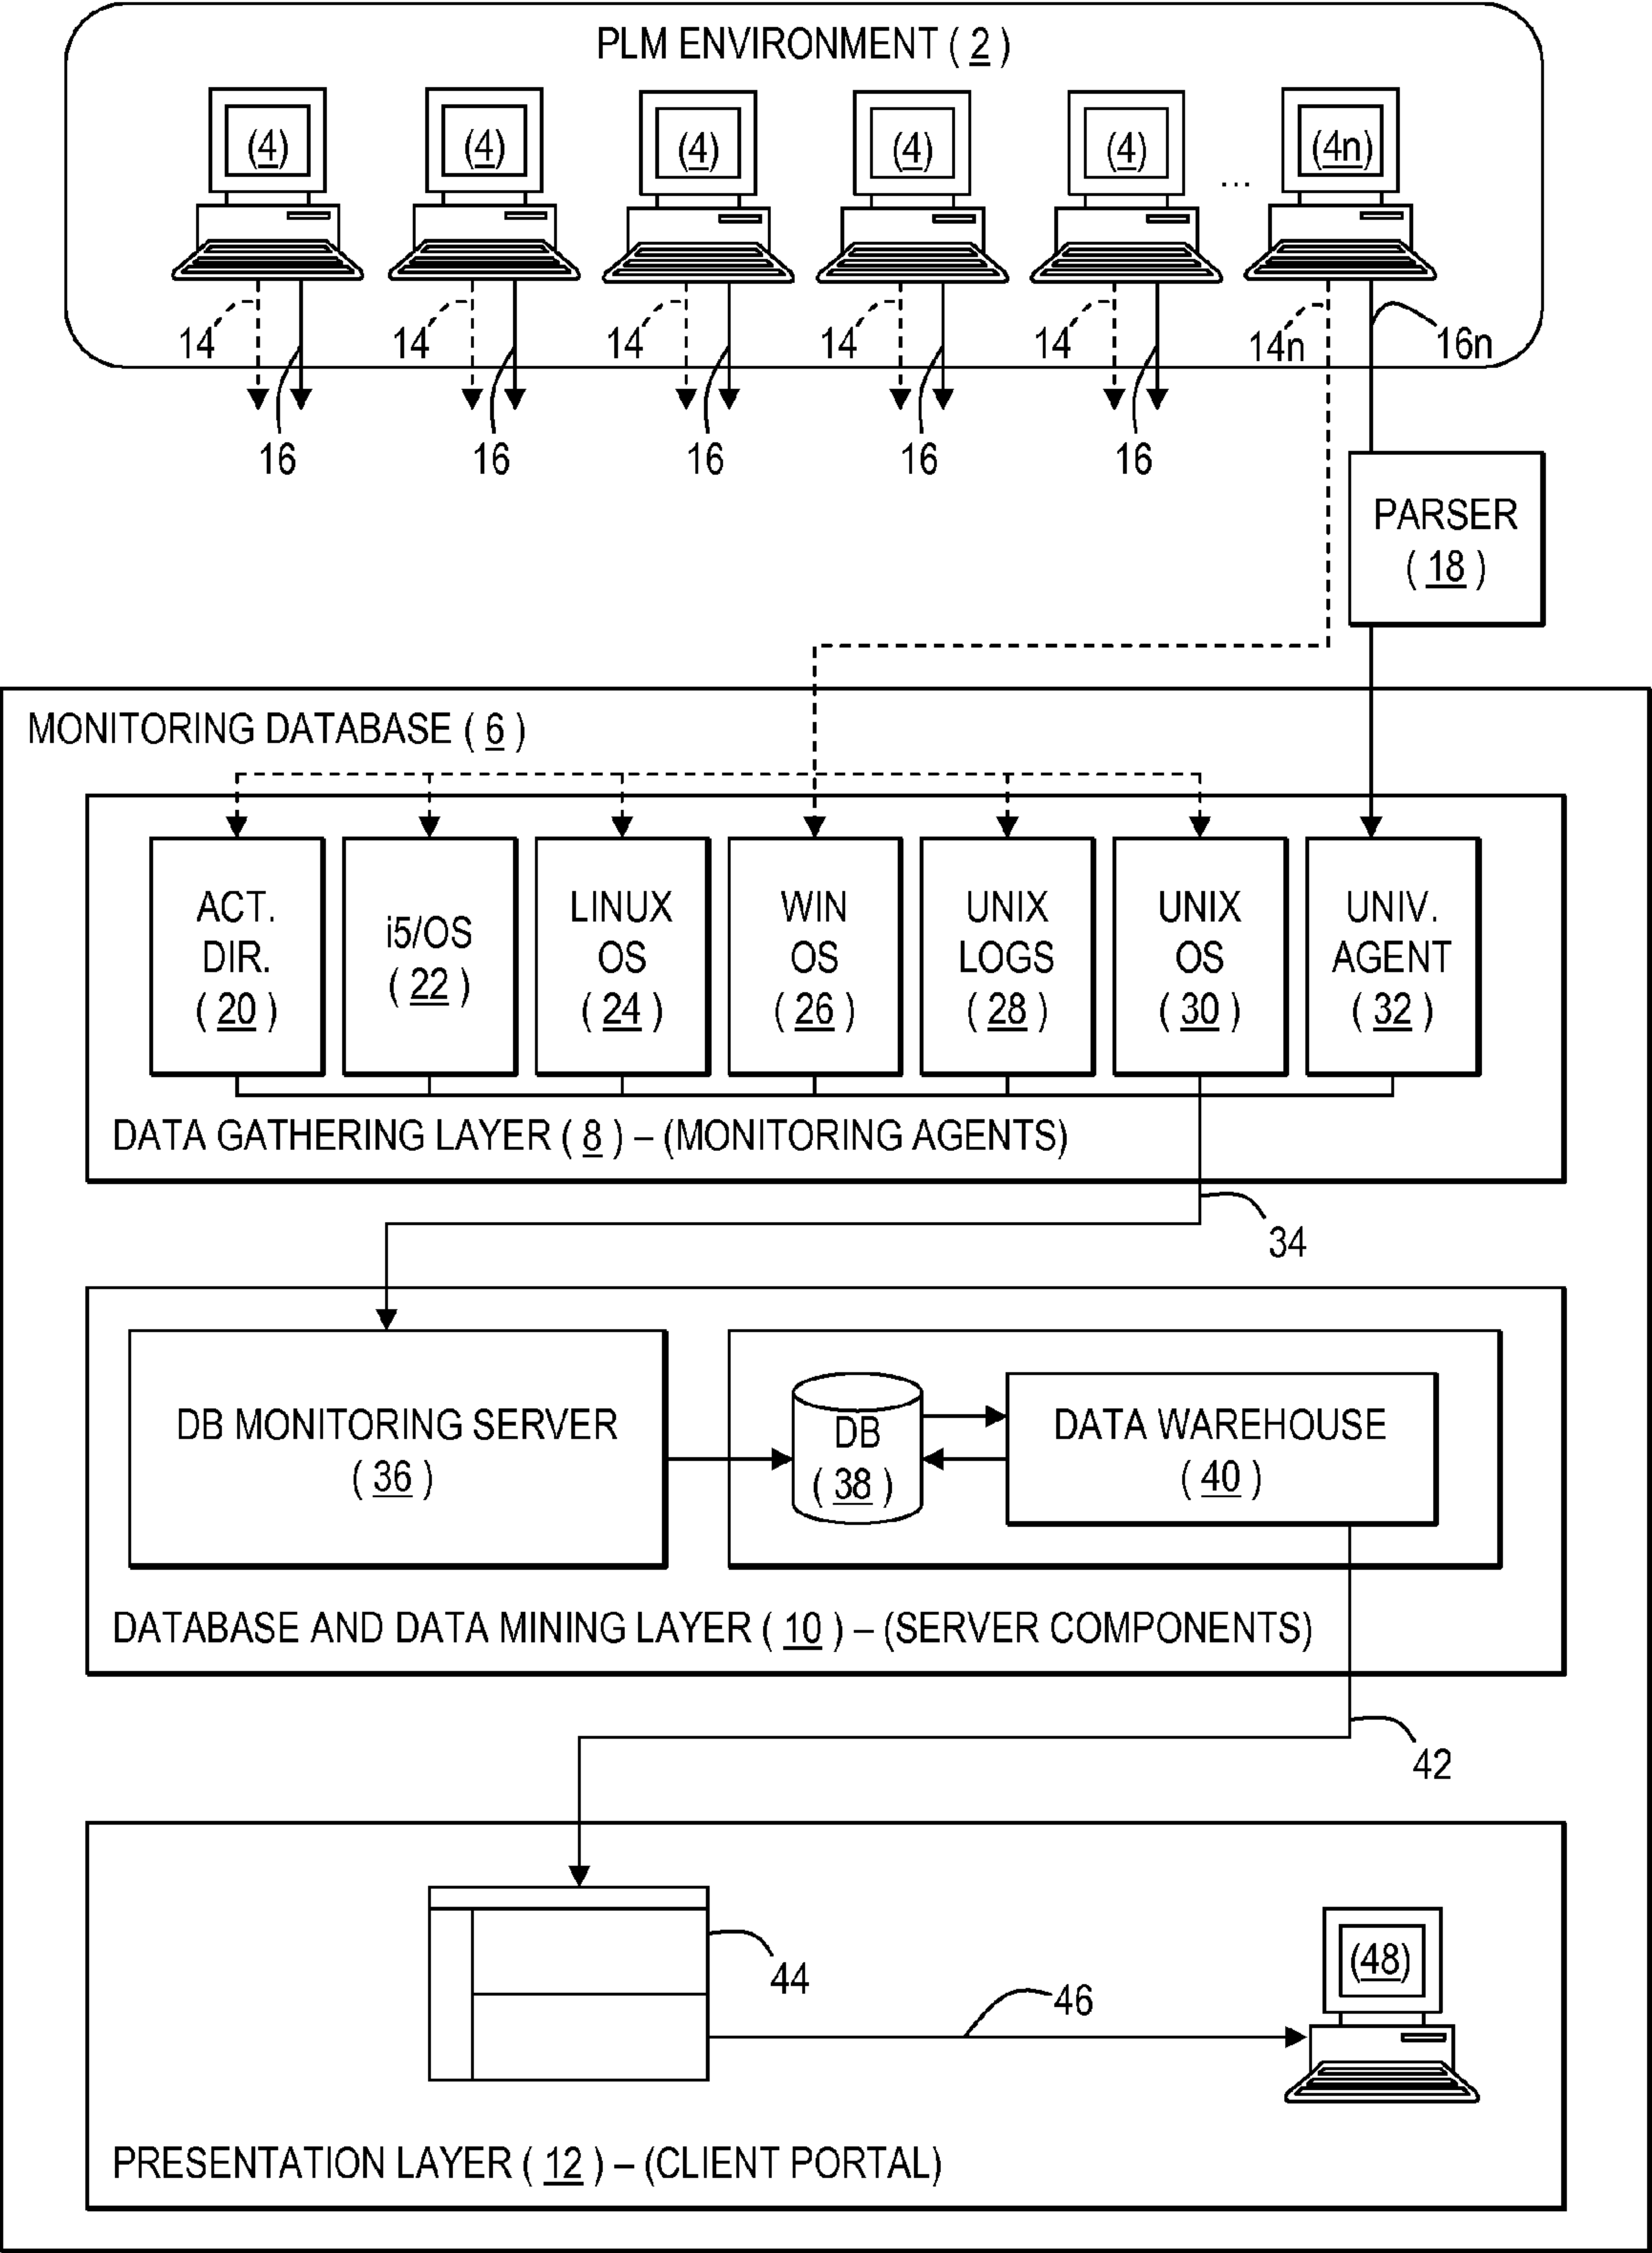 PLM ENVIRONMENT ( 2 )
(4) (4) (4) (4) (4) ... (4n)
14 14 14 14 14 14n 16n
16 16 16 16 16
PARSER
( 18 )
MONITORING DATABASE ( 6 )
ACT.
DIR.
( 20 )
i5/OS
( 22 )
LINUX
OS
( 24 )
WIN
OS
( 26 )
UNIX
LOGS
( 28 )
UNIX
OS
( 30 )
UNIV.
AGENT
( 32 )
DATA GATHERING LAYER ( 8 ) – (MONITORING AGENTS)
34
DB MONITORING SERVER
( 36 )
DB
( 38 )
DATA WAREHOUSE
( 40 )
DATABASE AND DATA MINING LAYER ( 10 ) – (SERVER COMPONENTS)
42
44
46
(48)
PRESENTATION LAYER ( 12 ) – (CLIENT PORTAL)